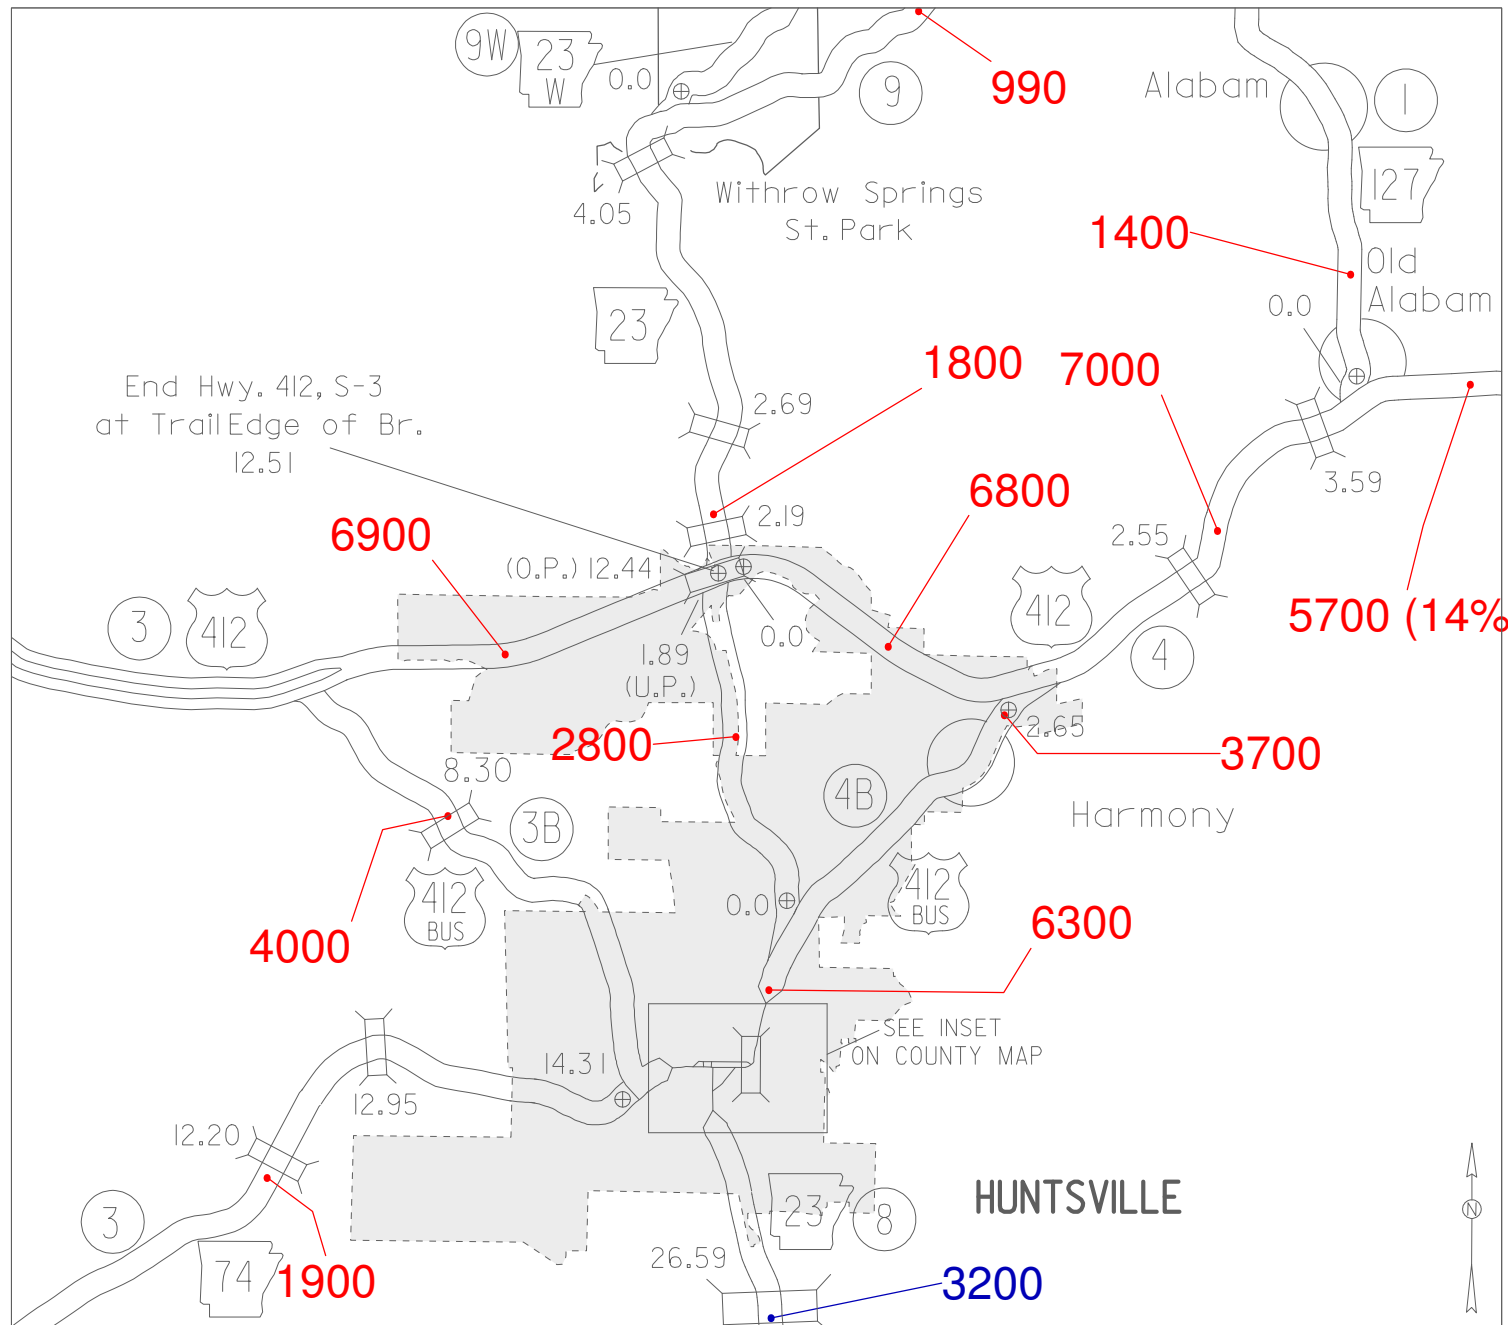 9W
23
W
0.0
9
990
Alabam
1
127
4.05
Withrow Springs
St. Park
1400
Old
Alabam
0.0
23
1800
7000
End Hwy. 412, S-3
at Trail Edge of Br.
12.51
2.69
6900
6800
3.59
2.19
2.55
(O.P.) 12.44
3
412
412
5700 (14%
0.0
1.89
(U.P.)
4
2800
2.65
3700
8.30
4B
3B
Harmony
412
BUS
0.0
412
BUS
4000
6300
SEE INSET
ON COUNTY MAP
14.31
12.95
12.20
3
74
1900
23
8
HUNTSVILLE
N
26.59
3200